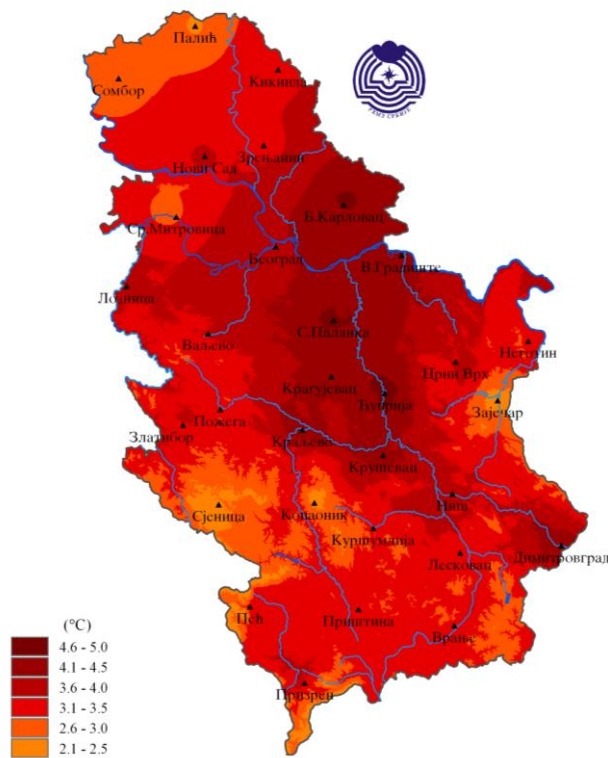 Палић
Сомбор
Кикинда
РХМЗ СРБИЈЕ
Зрењанин
Нови Сад
Б.Карловац
Ср.Митровица
Београд
В.Градиште
Лозница
С.Паланка
Ваљево
Неготин
Црни Врх
Крагујевац
Ћуприја
Зајечар
Пожега
Златибор
Краљево
Крушевац
Сјеница
Копаоник
Ниш
Куршумлија
Димитровград
Лесковац
Пећ
Приштина
Врање
Призрен
(°C)
4.6 - 5.0
4.1 - 4.5
3.6 - 4.0
3.1 - 3.5
2.6 - 3.0
2.1 - 2.5